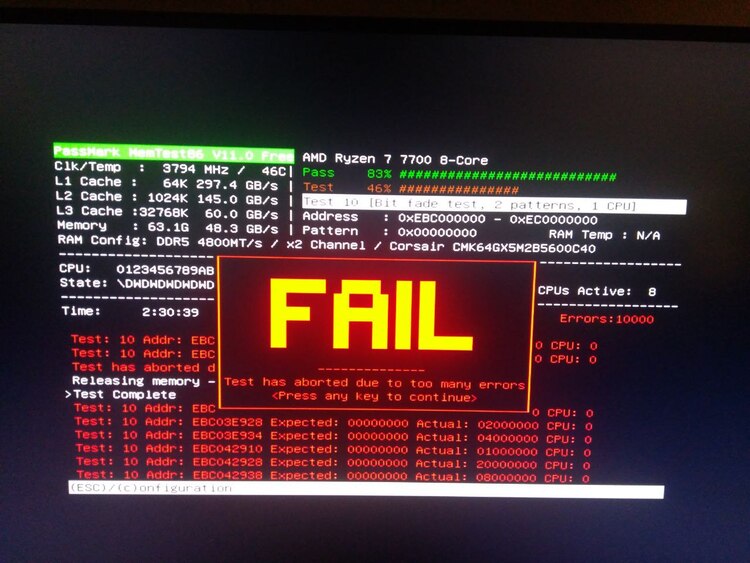 PassMark MemTest86 V11.0 Free
AMD Ryzen 7 7700 8-Core
Clk/Temp : 3794 MHz / 46C|
Pass 83% ###########################
L1 Cache : 64K 297.4 GB/s |
Test 46% ###############
L2 Cache : 1024K 145.0 GB/s |
Test 10 [Bit fade test, 2 patterns, 1 CPU]
L3 Cache :32768K 60.0 GB/s |
Address : 0xEBC000000 - 0xEC0000000
Memory : 63.1G 48.3 GB/s |
Pattern : 0x00000000 RAM Temp : N/A
RAM Config: DDR5 4800MT/s / x2 Channel / Corsair CMK64GX5M2B5600C40
CPU: 0123456789AB
State: \DWDWDWDWDWD
CPUs Active: 8
Time: 2:30:39
Errors:10000
FAIL
Test has aborted due to too many errors
<Press any key to continue>
Test: 10 Addr: EBC
0 CPU: 0
Test: 10 Addr: EBC
0 CPU: 0
Test has aborted d
Releasing memory -
>Test Complete
Test: 10 Addr: EBC
0 CPU: 0
Test: 10 Addr: EBC03E928 Expected: 00000000 Actual: 02000000 CPU: 0
Test: 10 Addr: EBC03E934 Expected: 00000000 Actual: 04000000 CPU: 0
Test: 10 Addr: EBC042910 Expected: 00000000 Actual: 01000000 CPU: 0
Test: 10 Addr: EBC042928 Expected: 00000000 Actual: 20000000 CPU: 0
Test: 10 Addr: EBC042938 Expected: 00000000 Actual: 08000000 CPU: 0
(ESC)/(c)onfiguration